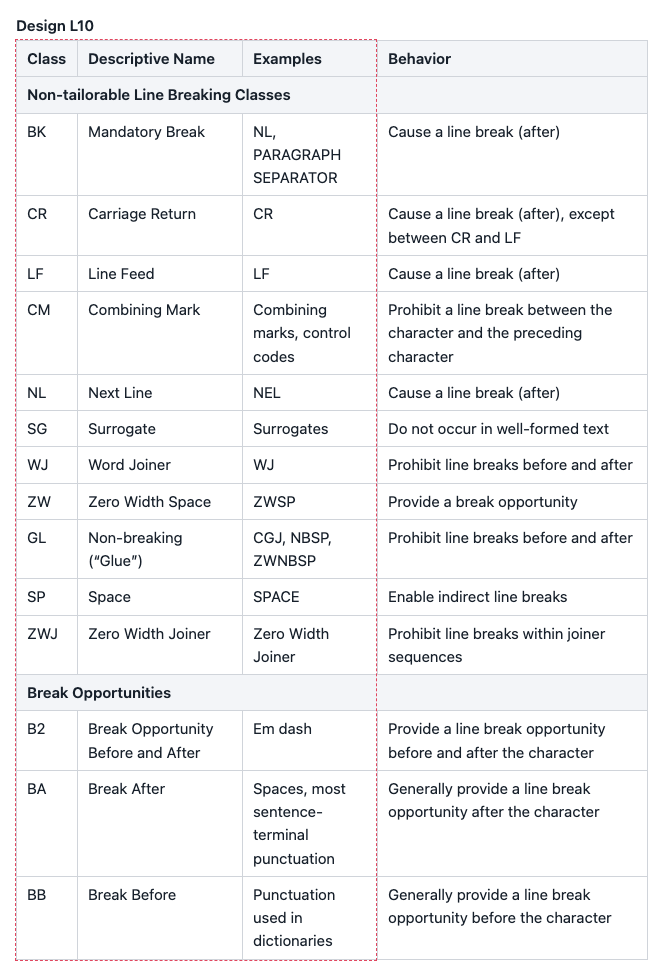 Design L10
Class Descriptive Name Examples Behavior
Non-tailorable Line Breaking Classes
BK Mandatory Break NL, Cause a line break (after)
PARAGRAPH
SEPARATOR
CR Carriage Return CR Cause a line break (after), except
between CR and LF
LF Line Feed LF Cause a line break (after)
CM Combining Mark Combining Prohibit a line break between the
marks, control character and the preceding
codes character
NL Next Line NEL Cause a line break (after)
SG Surrogate Surrogates Do not occur in well-formed text
WJ Word Joiner WJ Prohibit line breaks before and after
ZW Zero Width Space ZWSP Provide a break opportunity
GL Non-breaking CGJ, NBSP, Prohibit line breaks before and after
(“Glue”) ZWNBSP
SP Space SPACE Enable indirect line breaks
ZWJ Zero Width Joiner Zero Width Prohibit line breaks within joiner
Joiner sequences
Break Opportunities
B2 Break Opportunity Em dash Provide a line break opportunity
Before and After before and after the character
BA Break After Spaces, most Generally provide a line break
sentence- opportunity after the character
terminal
punctuation
BB Break Before Punctuation Generally provide a line break
used in opportunity before the character
dictionaries